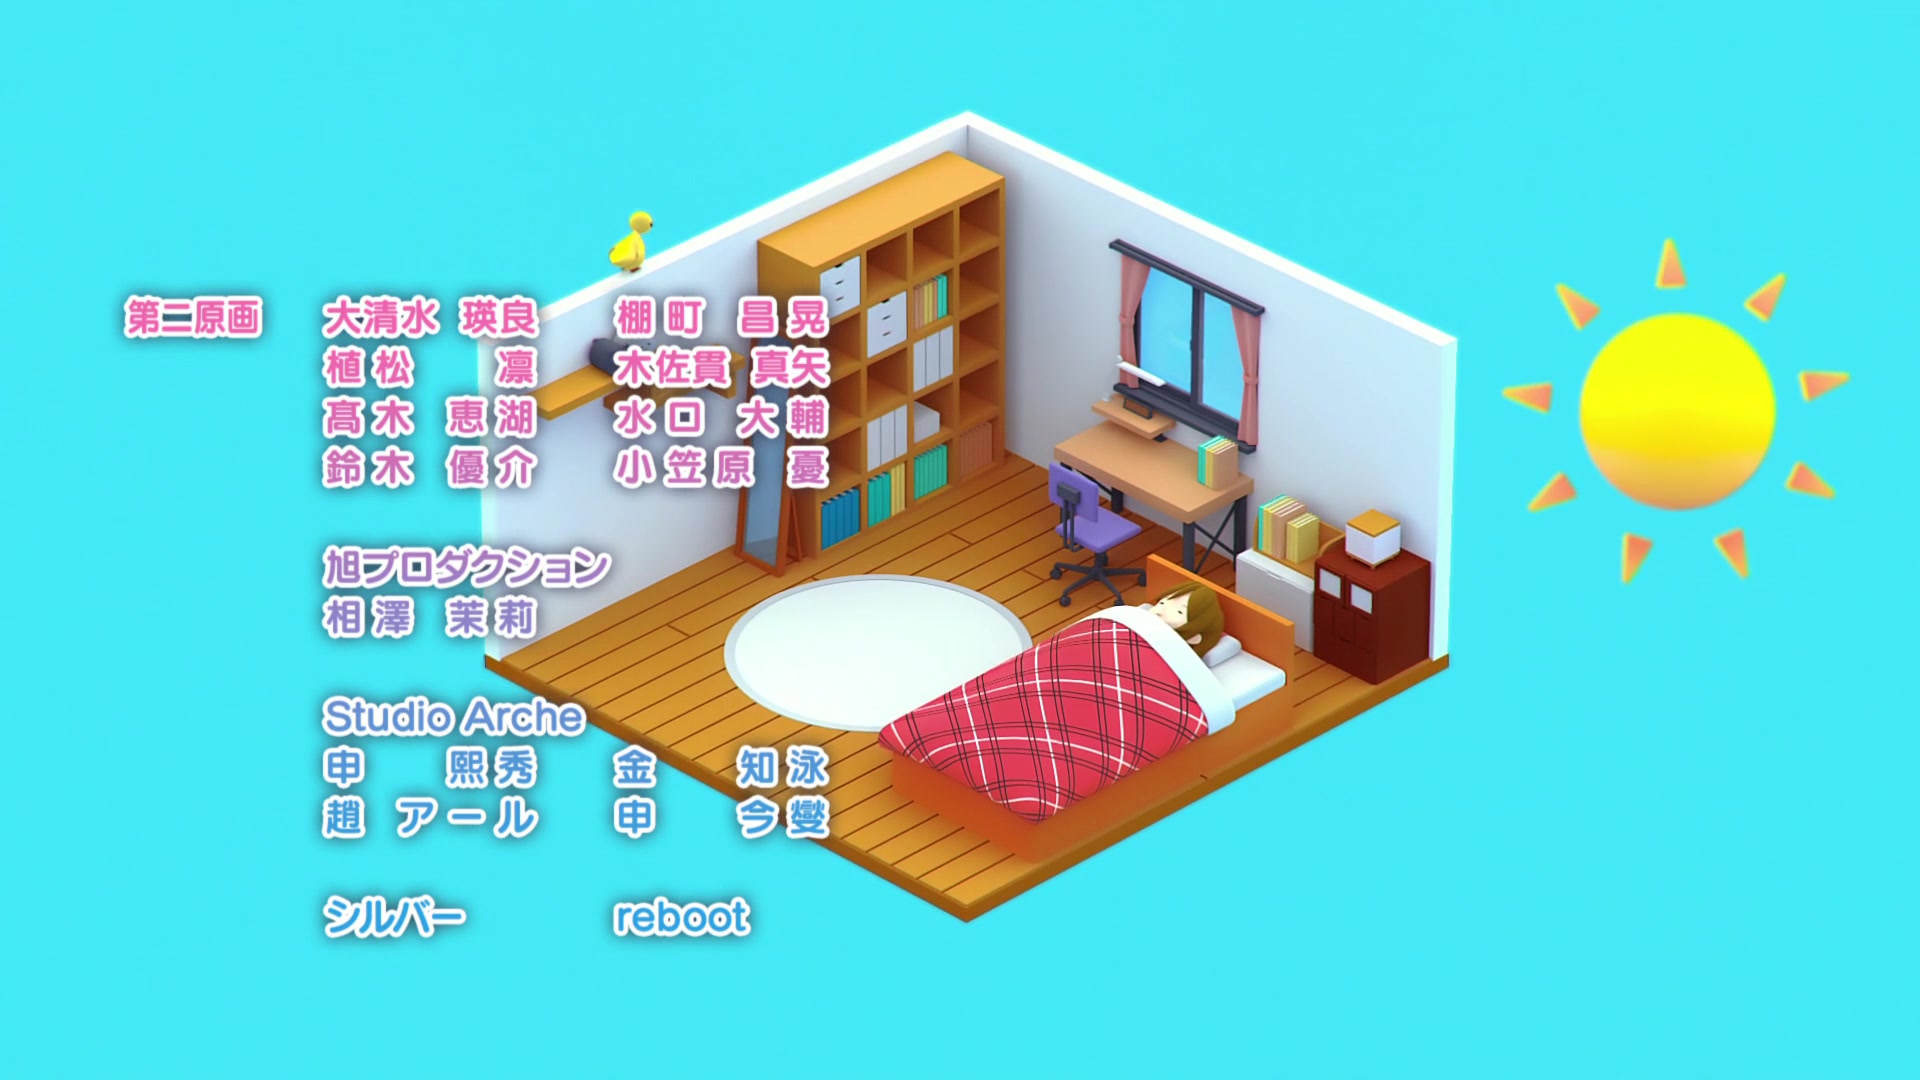 第二原画 大清水 瑛良 棚町 昌晃
植松 凛 木佐貫 真矢
髙木 恵湖 水口 大輔
鈴木 優介 小笠原 憂
旭プロダクション
相澤 茉莉
Studio Arche
申 熙秀 金 知泳
趙 アール 申 今燮
シルバー reboot